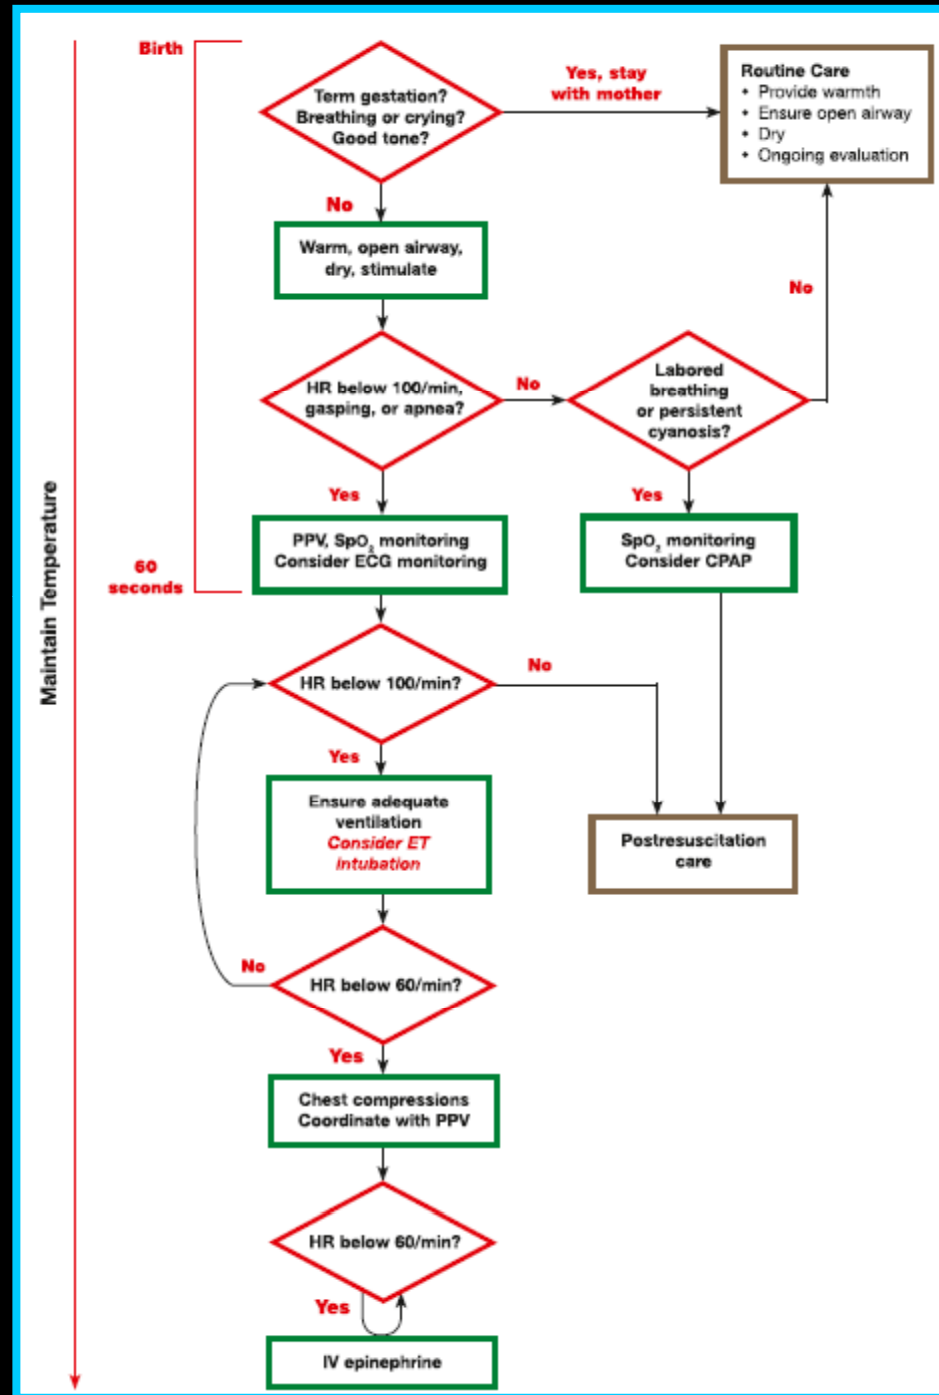 Birth
Term gestation?
Breathing or crying?
Good tone?
Yes, stay
with mother
Routine Care
• Provide warmth
• Ensure open airway
• Dry
• Ongoing evaluation
No
Warm, open airway,
dry, stimulate
No
HR below 100/min,
gasping, or apnea?
No
Labored
breathing
or persistent
cyanosis?
Yes
Yes
PPV, SpO₂ monitoring
Consider ECG monitoring
SpO₂ monitoring
Consider CPAP
60
seconds
Maintain Temperature
HR below 100/min?
No
Yes
Ensure adequate
ventilation
Consider ET
intubation
Postresuscitation
care
No
HR below 60/min?
Yes
Chest compressions
Coordinate with PPV
HR below 60/min?
Yes
IV epinephrine